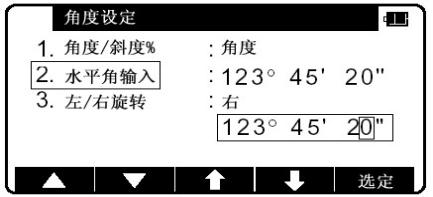 角度设定
1. 角度/斜度% : 角度
2. 水平角输入 : 123° 45' 20"
3. 左/右旋转 : 右
123° 45' 20"
选定